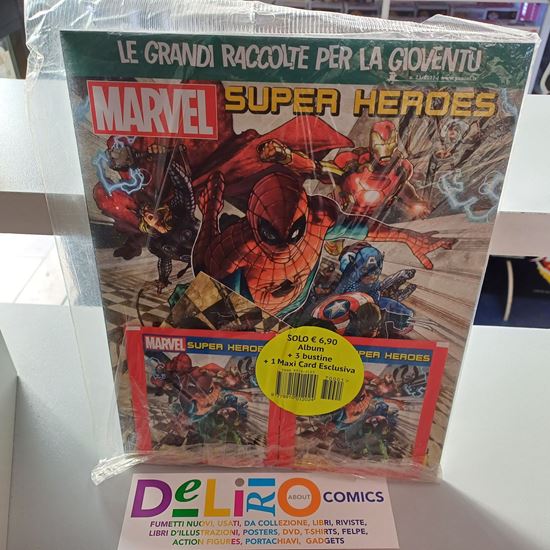 LE GRANDI RACCOLTE PER LA GIOVENTÙ
MARVEL SUPER HEROES
MARVEL SUPER HEROES
SUPER HEROES
SOLO € 6,90
Album
+ 3 bustine
+ 1 Maxi Card Esclusiva
DeLiRiO ABOUT COMICS
FUMETTI NUOVI, USATI, DA COLLEZIONE, LIBRI, RIVISTE,
LIBRI D'ILLUSTRAZIONI, POSTERS, DVD, T-SHIRTS, FELPE,
ACTION FIGURES, PORTACHIAVI, GADGETS